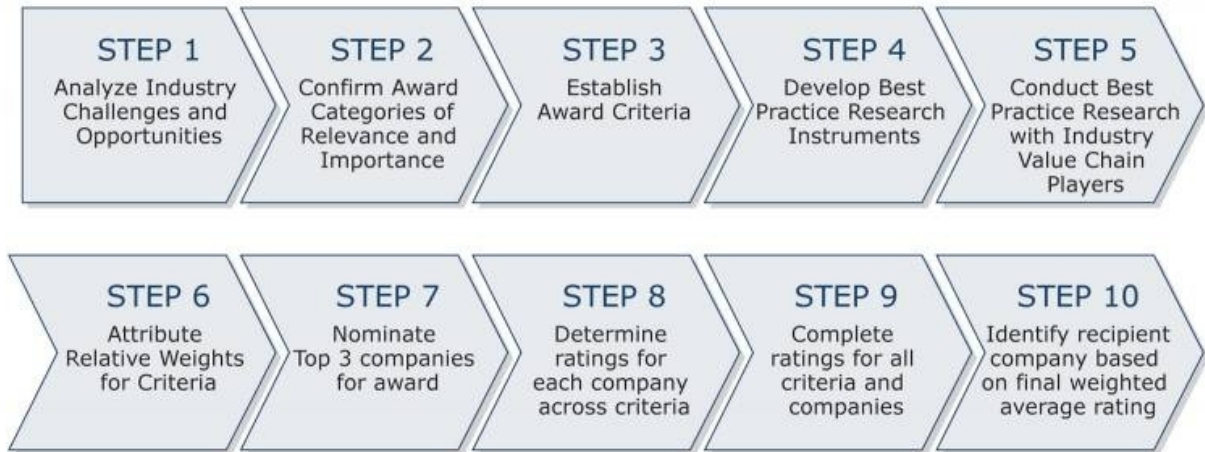 STEP 1
Analyze Industry
Challenges and
Opportunities
STEP 2
Confirm Award
Categories of
Relevance and
Importance
STEP 3
Establish
Award Criteria
STEP 4
Develop Best
Practice Research
Instruments
STEP 5
Conduct Best
Practice Research
with Industry
Value Chain
Players
STEP 6
Attribute
Relative Weights
for Criteria
STEP 7
Nominate
Top 3 companies
for award
STEP 8
Determine
ratings for
each company
across criteria
STEP 9
Complete
ratings for all
criteria and
companies
STEP 10
Identify recipient
company based
on final weighted
average rating